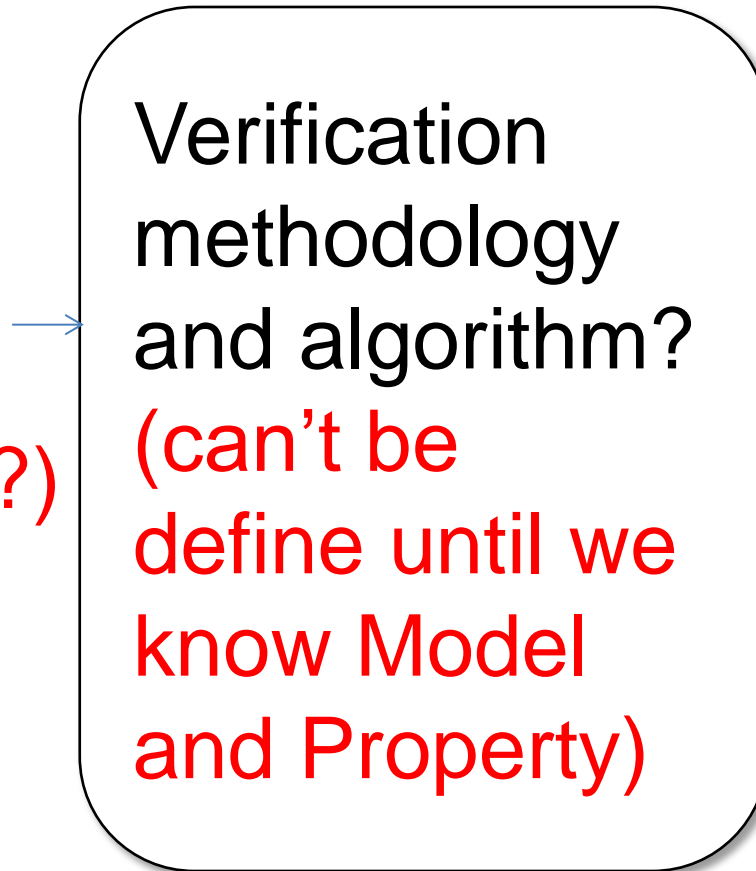 Verification
methodology
and algorithm?
(can't be
?)
define until we
know Model
and Property)